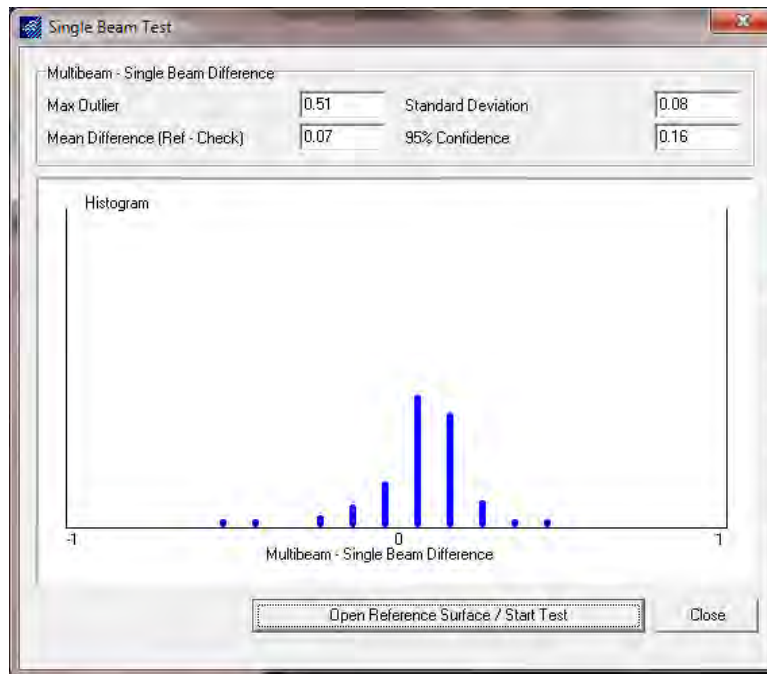 Single Beam Test
Multibeam - Single Beam Difference
Max Outlier 0.51 Standard Deviation 0.08
Mean Difference (Ref - Check) 0.07 95% Confidence 0.16
Histogram
-1 0 1
Multibeam - Single Beam Difference
Open Reference Surface / Start Test Close